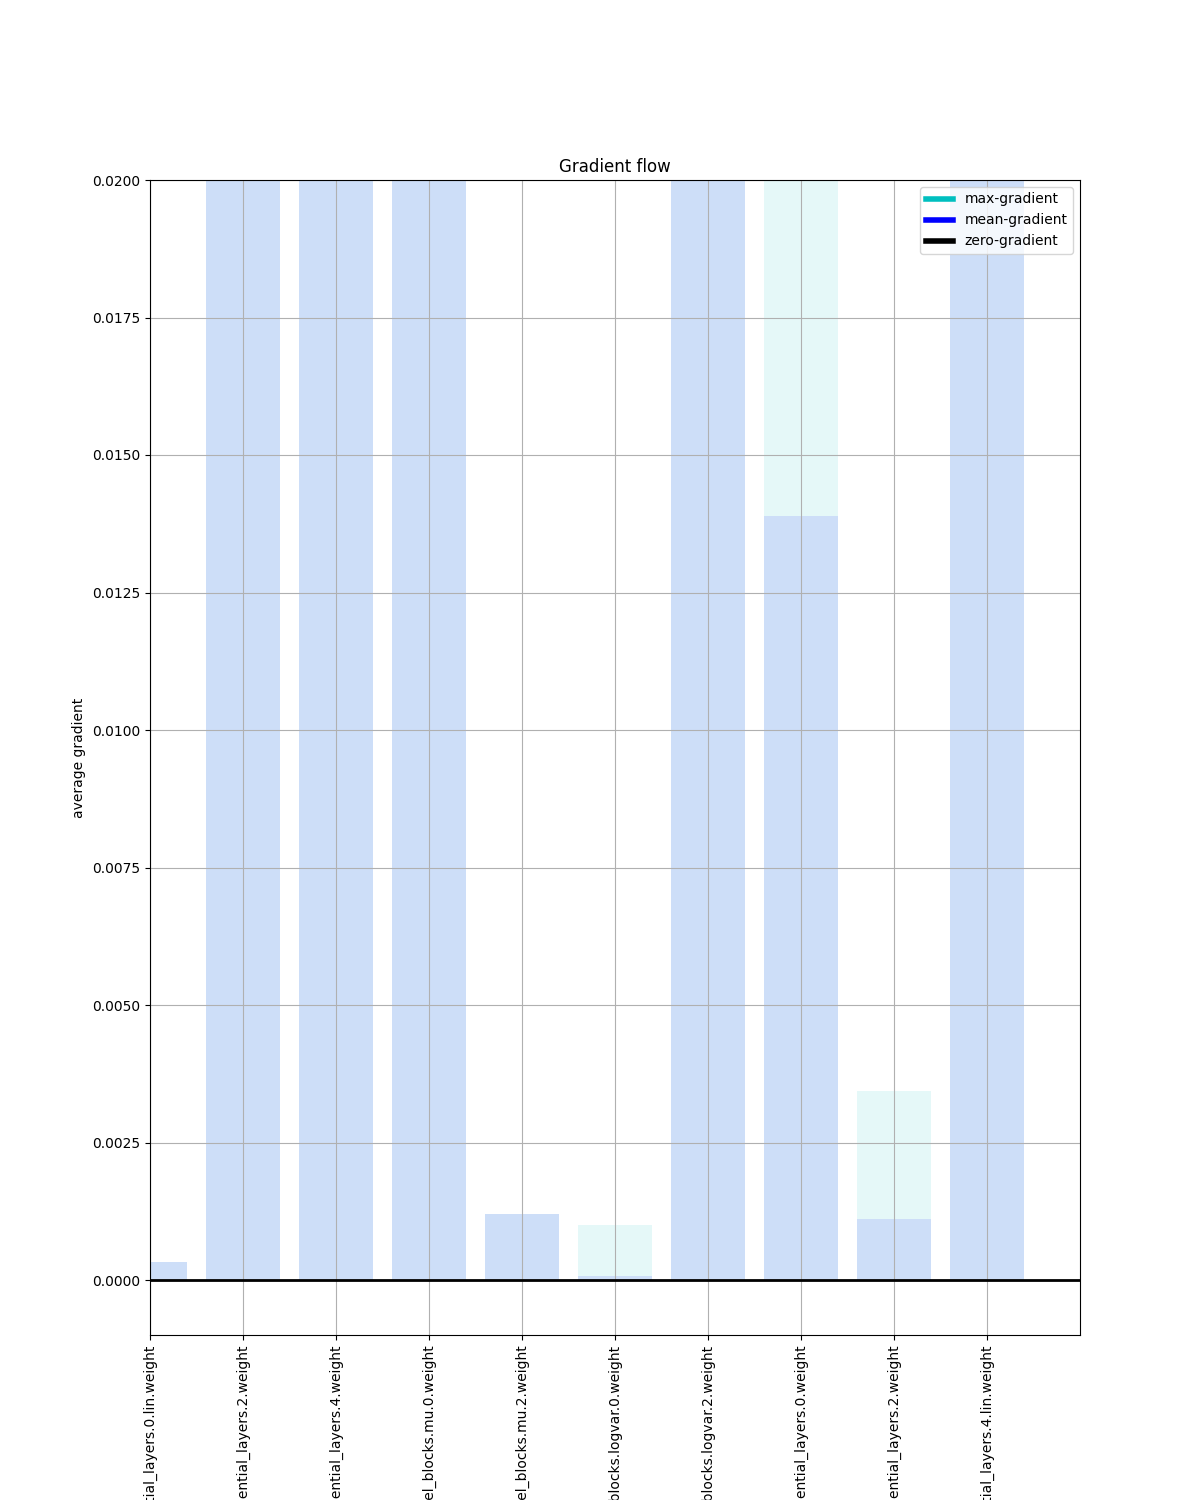 Gradient flow
max-gradient
mean-gradient
zero-gradient
0.0200
0.0175
0.0150
0.0125
0.0100
0.0075
0.0050
0.0025
0.0000
average gradient
tial_layers.0.lin.weight
ential_layers.2.weight
ential_layers.4.weight
el_blocks.mu.0.weight
el_blocks.mu.2.weight
blocks.logvar.0.weight
blocks.logvar.2.weight
ential_layers.0.weight
ential_layers.2.weight
tial_layers.4.lin.weight